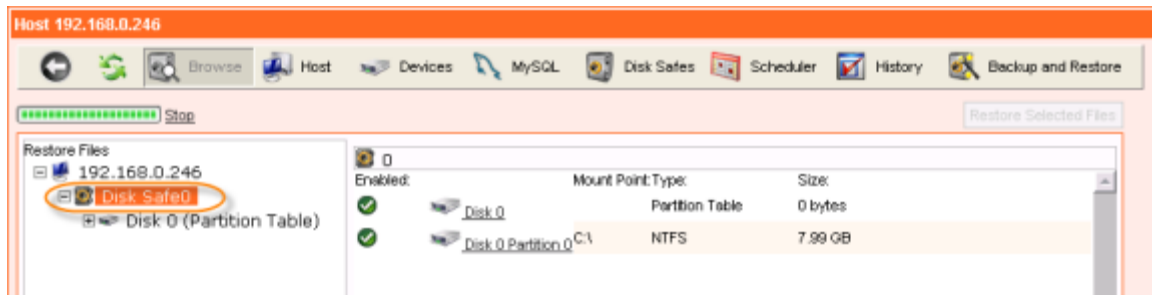 Host 192.168.0.246
Browse Host Devices MySQL Disk Safes Scheduler History Backup and Restore
Stop Restore Selected Files
Restore Files
192.168.0.246
Disk Safe0
Disk 0 (Partition Table)
0
Enabled: Mount Point: Type: Size:
Disk 0 Partition Table 0 bytes
Disk 0 Partition 0 C:\ NTFS 7.99 GB